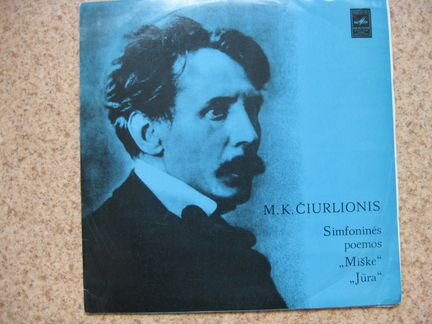 M.K.ČIURLIONIS
Simfoninės
poemos
„Miške“
„Jūra“